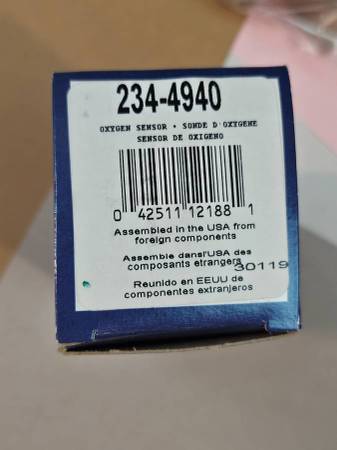 234-4940
OXYGEN SENSOR • SONDE D'OXYGENE
SENSOR DE OXIGENO
0 42511 12188 1
Assembled in the USA from
foreign components
Assemble dans l'USA des
composants etrangers
30119
Reunido en EEUU de
componentes extranjeros